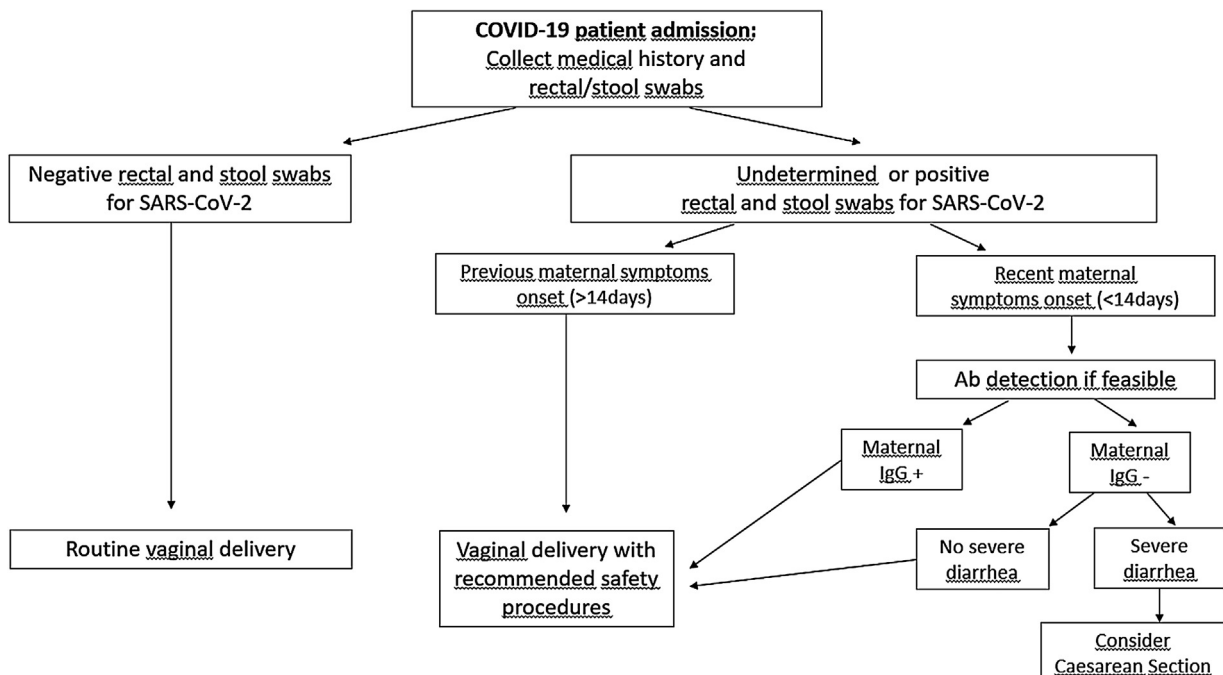 COVID-19 patient admission:
Collect medical history and
rectal/stool swabs
Negative rectal and stool swabs
for SARS-CoV-2
Undetermined or positive
rectal and stool swabs for SARS-CoV-2
Previous maternal symptoms
onset (>14days)
Recent maternal
symptoms onset (<14days)
Ab detection if feasible
Maternal
IgG +
Maternal
IgG -
Routine vaginal delivery
Vaginal delivery with
recommended safety
procedures
No severe
diarrhea
Severe
diarrhea
Consider
Caesarean Section